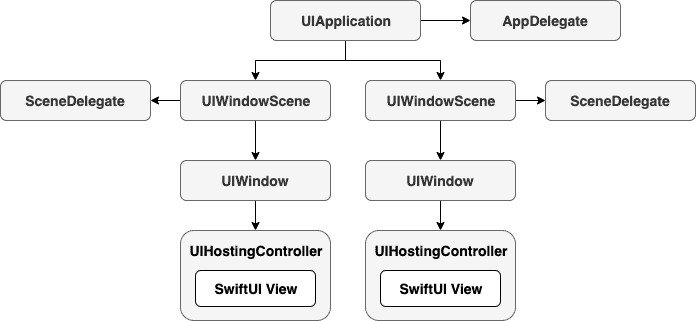 UIApplication
AppDelegate
SceneDelegate
UIWindowScene
UIWindowScene
SceneDelegate
UIWindow
UIWindow
UIHostingController
UIHostingController
SwiftUI View
SwiftUI View